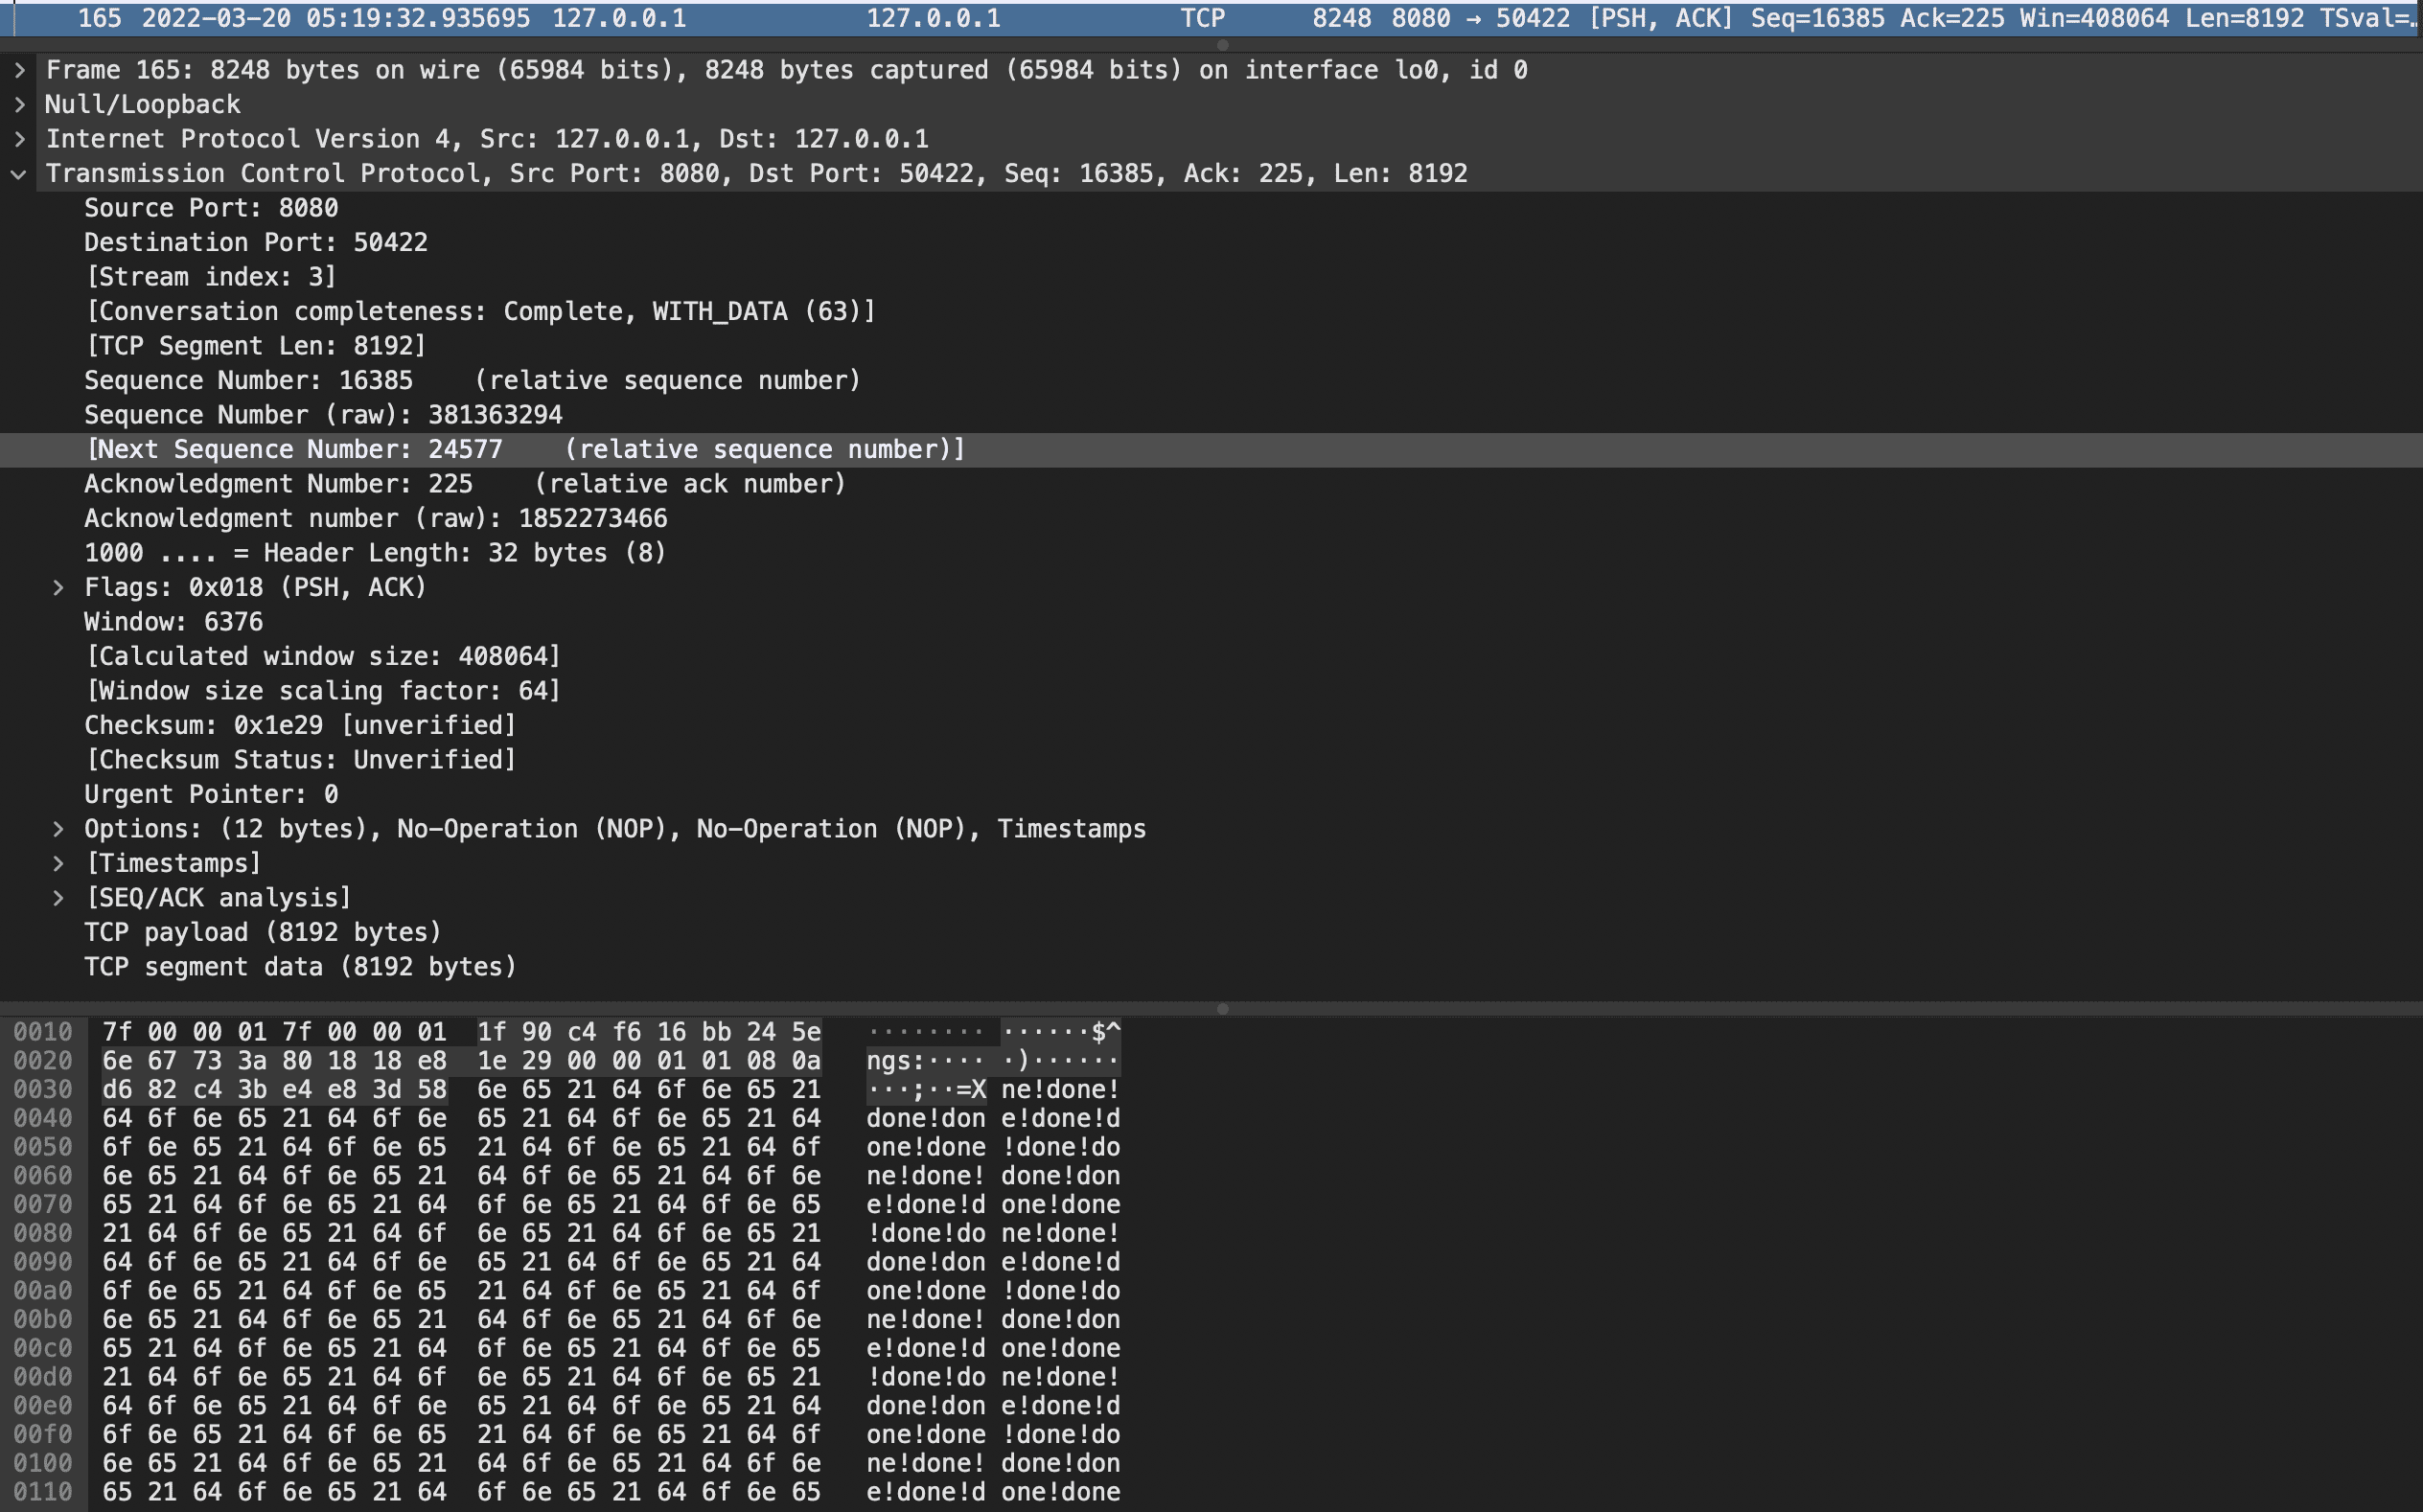 165 2022-03-20 05:19:32.935695 127.0.0.1 127.0.0.1 TCP 8248 8080 → 50422 [PSH, ACK] Seq=16385 Ack=225 Win=408064 Len=8192 TSval=…
Frame 165: 8248 bytes on wire (65984 bits), 8248 bytes captured (65984 bits) on interface lo0, id 0
Null/Loopback
Internet Protocol Version 4, Src: 127.0.0.1, Dst: 127.0.0.1
Transmission Control Protocol, Src Port: 8080, Dst Port: 50422, Seq: 16385, Ack: 225, Len: 8192
Source Port: 8080
Destination Port: 50422
[Stream index: 3]
[Conversation completeness: Complete, WITH_DATA (63)]
[TCP Segment Len: 8192]
Sequence Number: 16385    (relative sequence number)
Sequence Number (raw): 381363294
[Next Sequence Number: 24577    (relative sequence number)]
Acknowledgment Number: 225    (relative ack number)
Acknowledgment number (raw): 1852273466
1000 .... = Header Length: 32 bytes (8)
Flags: 0x018 (PSH, ACK)
Window: 6376
[Calculated window size: 408064]
[Window size scaling factor: 64]
Checksum: 0x1e29 [unverified]
[Checksum Status: Unverified]
Urgent Pointer: 0
Options: (12 bytes), No-Operation (NOP), No-Operation (NOP), Timestamps
[Timestamps]
[SEQ/ACK analysis]
TCP payload (8192 bytes)
TCP segment data (8192 bytes)
0010 7f 00 00 01 7f 00 00 01 1f 90 c4 f6 16 bb 24 5e ········ ······$^
0020 6e 67 73 3a 80 18 18 e8 1e 29 00 00 01 01 08 0a ngs:···· ·)······
0030 d6 82 c4 3b e4 e8 3d 58 6e 65 21 64 6f 6e 65 21 ···;··=X ne!done!
0040 64 6f 6e 65 21 64 6f 6e 65 21 64 6f 6e 65 21 64 done!don e!done!d
0050 6f 6e 65 21 64 6f 6e 65 21 64 6f 6e 65 21 64 6f one!done !done!do
0060 6e 65 21 64 6f 6e 65 21 64 6f 6e 65 21 64 6f 6e ne!done! done!don
0070 65 21 64 6f 6e 65 21 64 6f 6e 65 21 64 6f 6e 65 e!done!d one!done
0080 21 64 6f 6e 65 21 64 6f 6e 65 21 64 6f 6e 65 21 !done!do ne!done!
0090 64 6f 6e 65 21 64 6f 6e 65 21 64 6f 6e 65 21 64 done!don e!done!d
00a0 6f 6e 65 21 64 6f 6e 65 21 64 6f 6e 65 21 64 6f one!done !done!do
00b0 6e 65 21 64 6f 6e 65 21 64 6f 6e 65 21 64 6f 6e ne!done! done!don
00c0 65 21 64 6f 6e 65 21 64 6f 6e 65 21 64 6f 6e 65 e!done!d one!done
00d0 21 64 6f 6e 65 21 64 6f 6e 65 21 64 6f 6e 65 21 !done!do ne!done!
00e0 64 6f 6e 65 21 64 6f 6e 65 21 64 6f 6e 65 21 64 done!don e!done!d
00f0 6f 6e 65 21 64 6f 6e 65 21 64 6f 6e 65 21 64 6f one!done !done!do
0100 6e 65 21 64 6f 6e 65 21 64 6f 6e 65 21 64 6f 6e ne!done! done!don
0110 65 21 64 6f 6e 65 21 64 6f 6e 65 21 64 6f 6e 65 e!done!d one!done